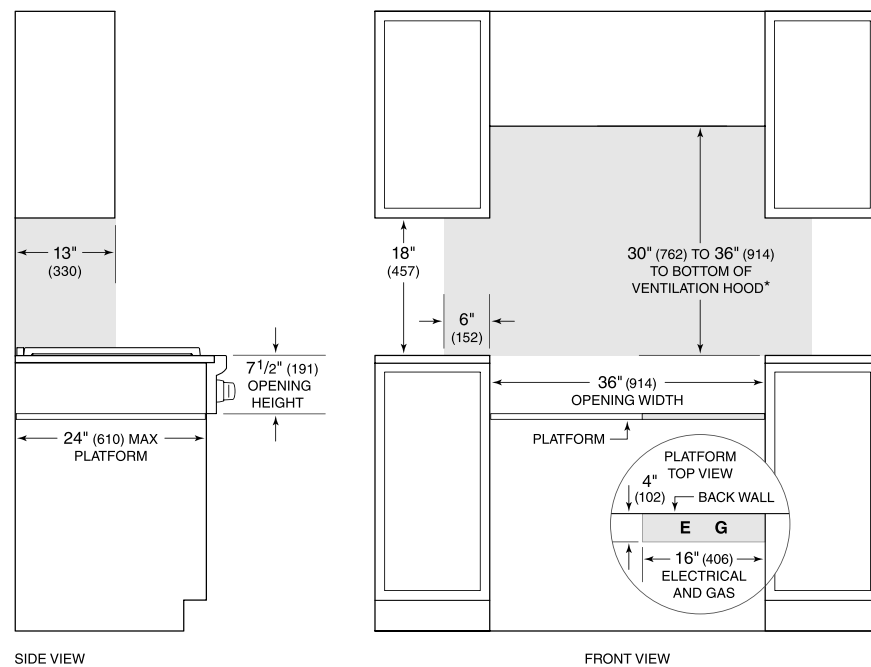 13"
(330)
7 1/2" (191)
OPENING
HEIGHT
24" (610) MAX
PLATFORM
SIDE VIEW
18"
(457)
30" (762) TO 36" (914)
TO BOTTOM OF
VENTILATION HOOD*
6"
(152)
36" (914)
OPENING WIDTH
PLATFORM
PLATFORM
TOP VIEW
4"
(102)
BACK WALL
E G
16" (406)
ELECTRICAL
AND GAS
FRONT VIEW